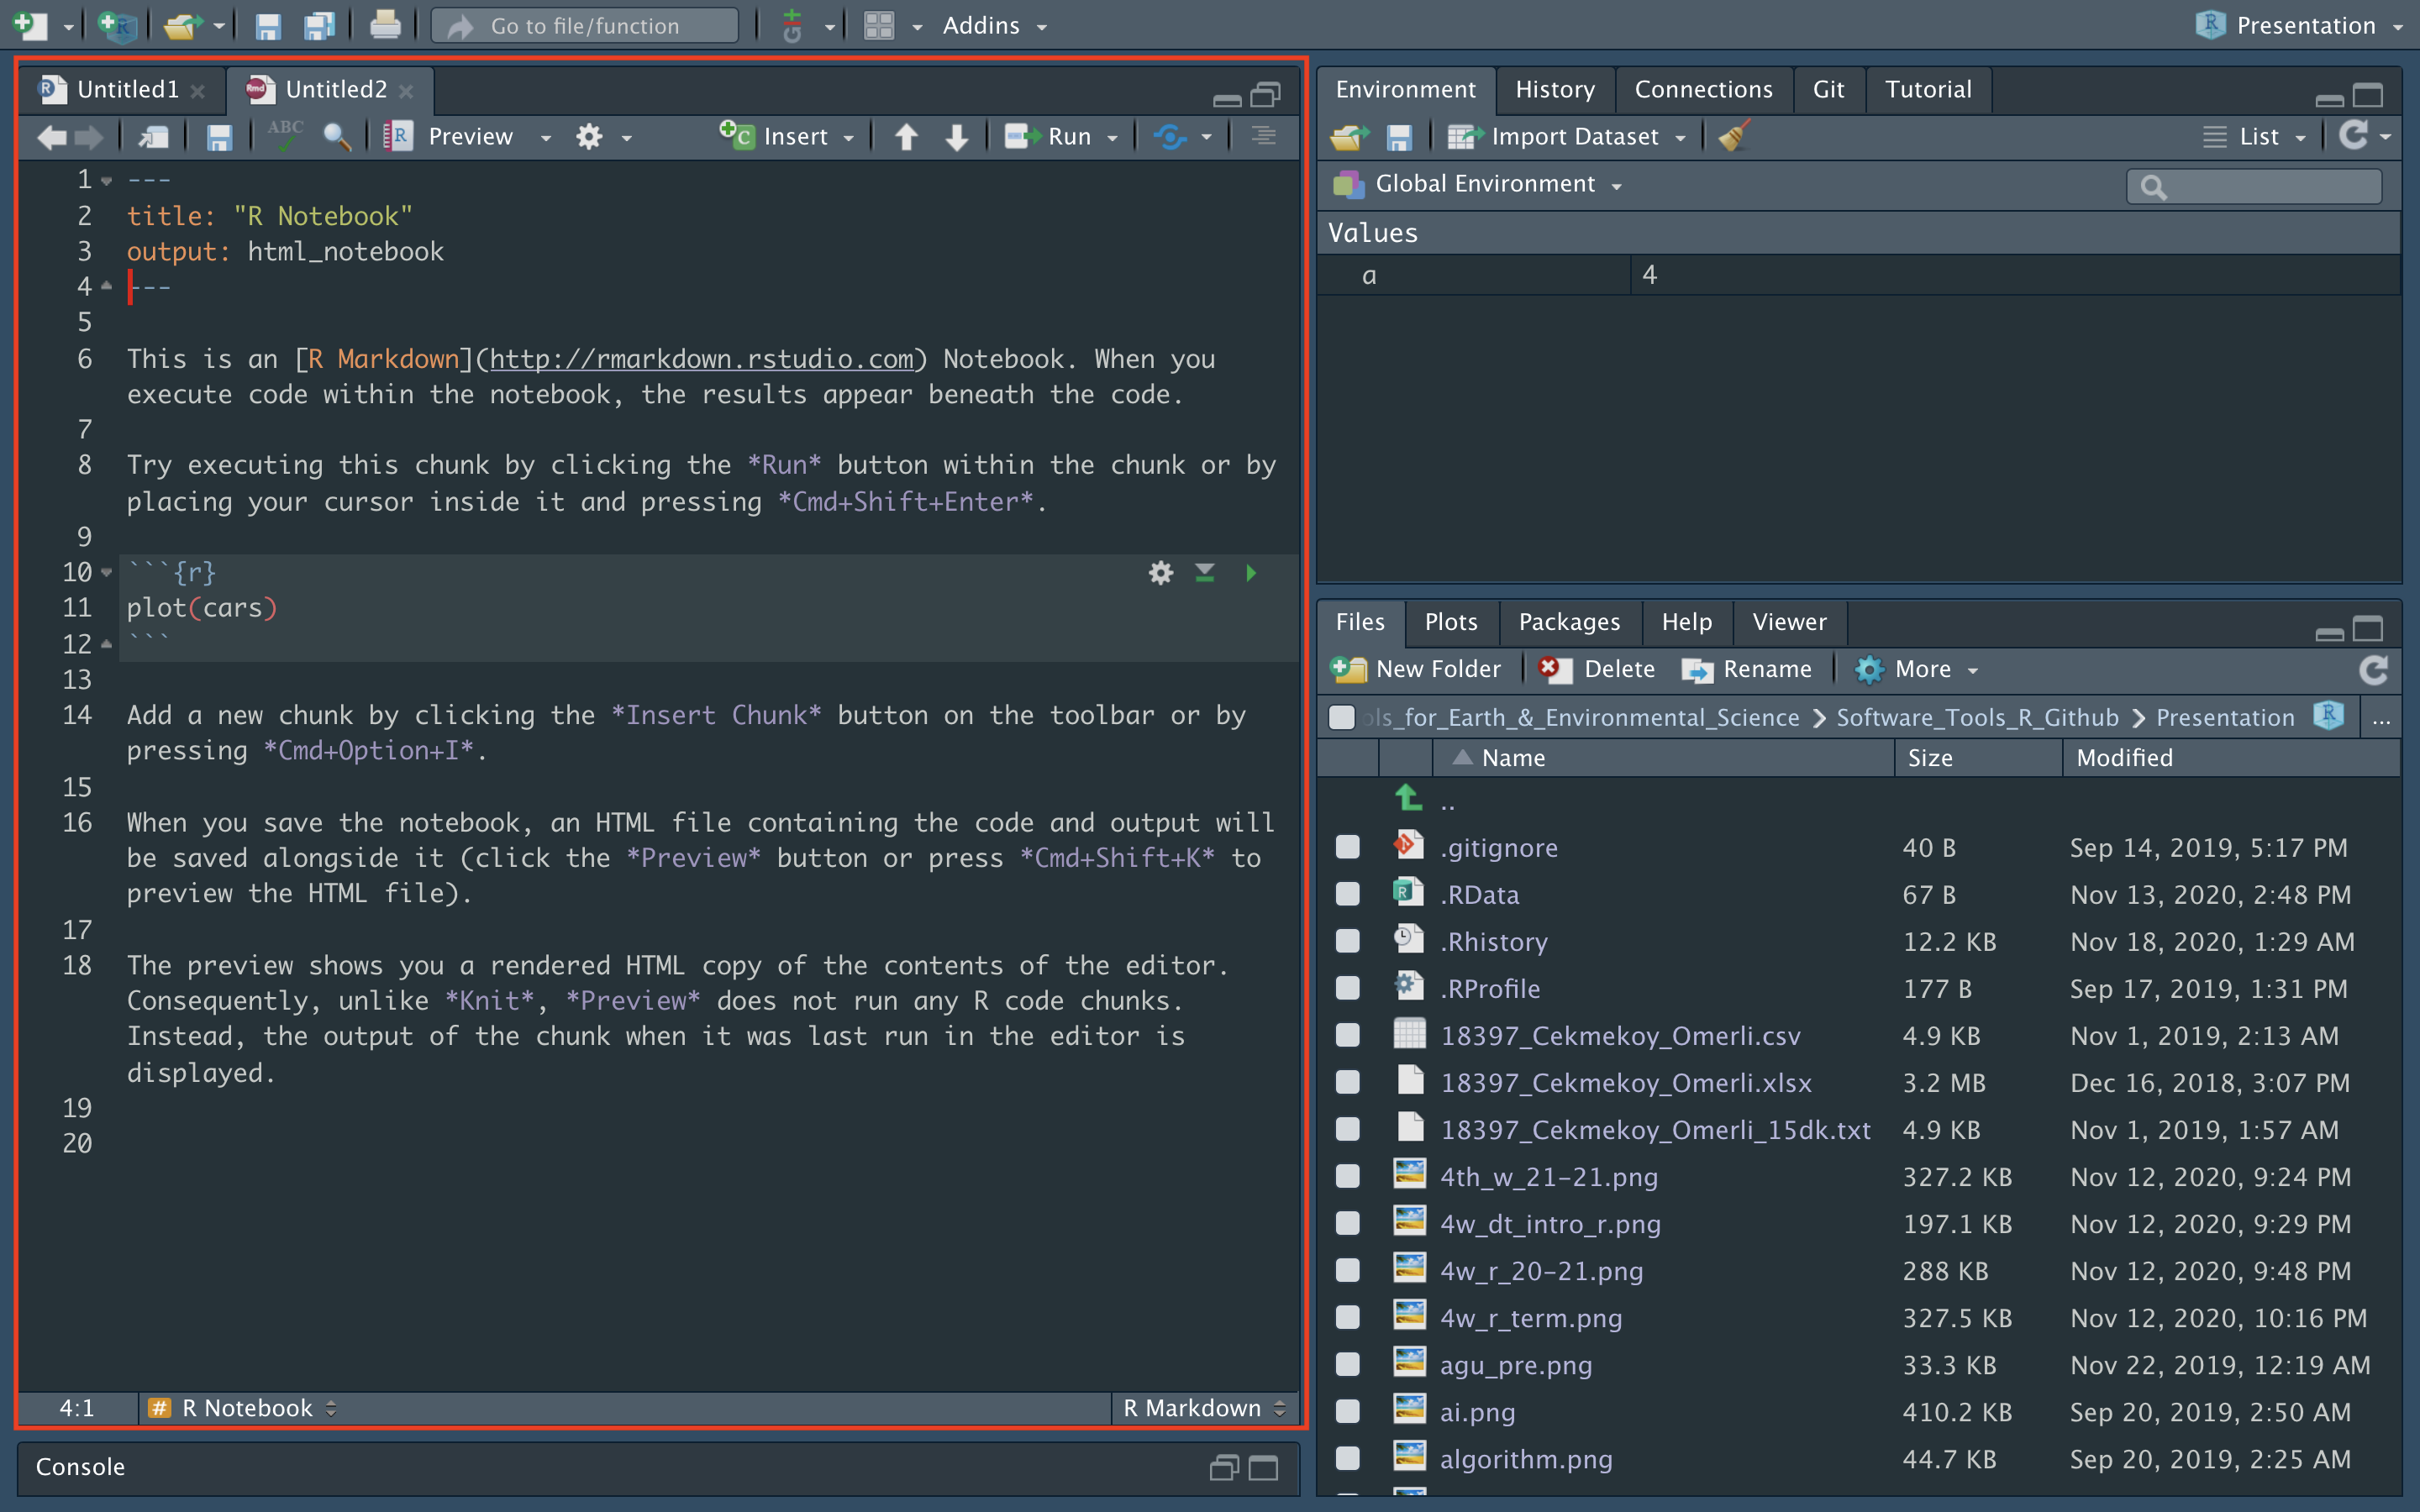 Go to file/function
Addins
Presentation
Untitled1
Untitled2
ABC
Preview
Insert
Run
1 ---
2 title: "R Notebook"
3 output: html_notebook
4 ---
5
6 This is an [R Markdown](http://rmarkdown.rstudio.com) Notebook. When you
execute code within the notebook, the results appear beneath the code.
7
8 Try executing this chunk by clicking the *Run* button within the chunk or by
placing your cursor inside it and pressing *Cmd+Shift+Enter*.
9
10 ```{r}
11 plot(cars)
12 ```
13
14 Add a new chunk by clicking the *Insert Chunk* button on the toolbar or by
pressing *Cmd+Option+I*.
15
16 When you save the notebook, an HTML file containing the code and output will
be saved alongside it (click the *Preview* button or press *Cmd+Shift+K* to
preview the HTML file).
17
18 The preview shows you a rendered HTML copy of the contents of the editor.
Consequently, unlike *Knit*, *Preview* does not run any R code chunks.
Instead, the output of the chunk when it was last run in the editor is
displayed.
19
20
4:1 # R Notebook R Markdown
Console
Environment History Connections Git Tutorial
Import Dataset List
Global Environment
Values
a 4
Files Plots Packages Help Viewer
New Folder Delete Rename More
ols_for_Earth_&_Environmental_Science > Software_Tools_R_Github > Presentation ...
Name Size Modified
..
.gitignore 40 B Sep 14, 2019, 5:17 PM
.RData 67 B Nov 13, 2020, 2:48 PM
.Rhistory 12.2 KB Nov 18, 2020, 1:29 AM
.RProfile 177 B Sep 17, 2019, 1:31 PM
18397_Cekmekoy_Omerli.csv 4.9 KB Nov 1, 2019, 2:13 AM
18397_Cekmekoy_Omerli.xlsx 3.2 MB Dec 16, 2018, 3:07 PM
18397_Cekmekoy_Omerli_15dk.txt 4.9 KB Nov 1, 2019, 1:57 AM
4th_w_21-21.png 327.2 KB Nov 12, 2020, 9:24 PM
4w_dt_intro_r.png 197.1 KB Nov 12, 2020, 9:29 PM
4w_r_20-21.png 288 KB Nov 12, 2020, 9:48 PM
4w_r_term.png 327.5 KB Nov 12, 2020, 10:16 PM
agu_pre.png 33.3 KB Nov 22, 2019, 12:19 AM
ai.png 410.2 KB Sep 20, 2019, 2:50 AM
algorithm.png 44.7 KB Sep 20, 2019, 2:25 AM